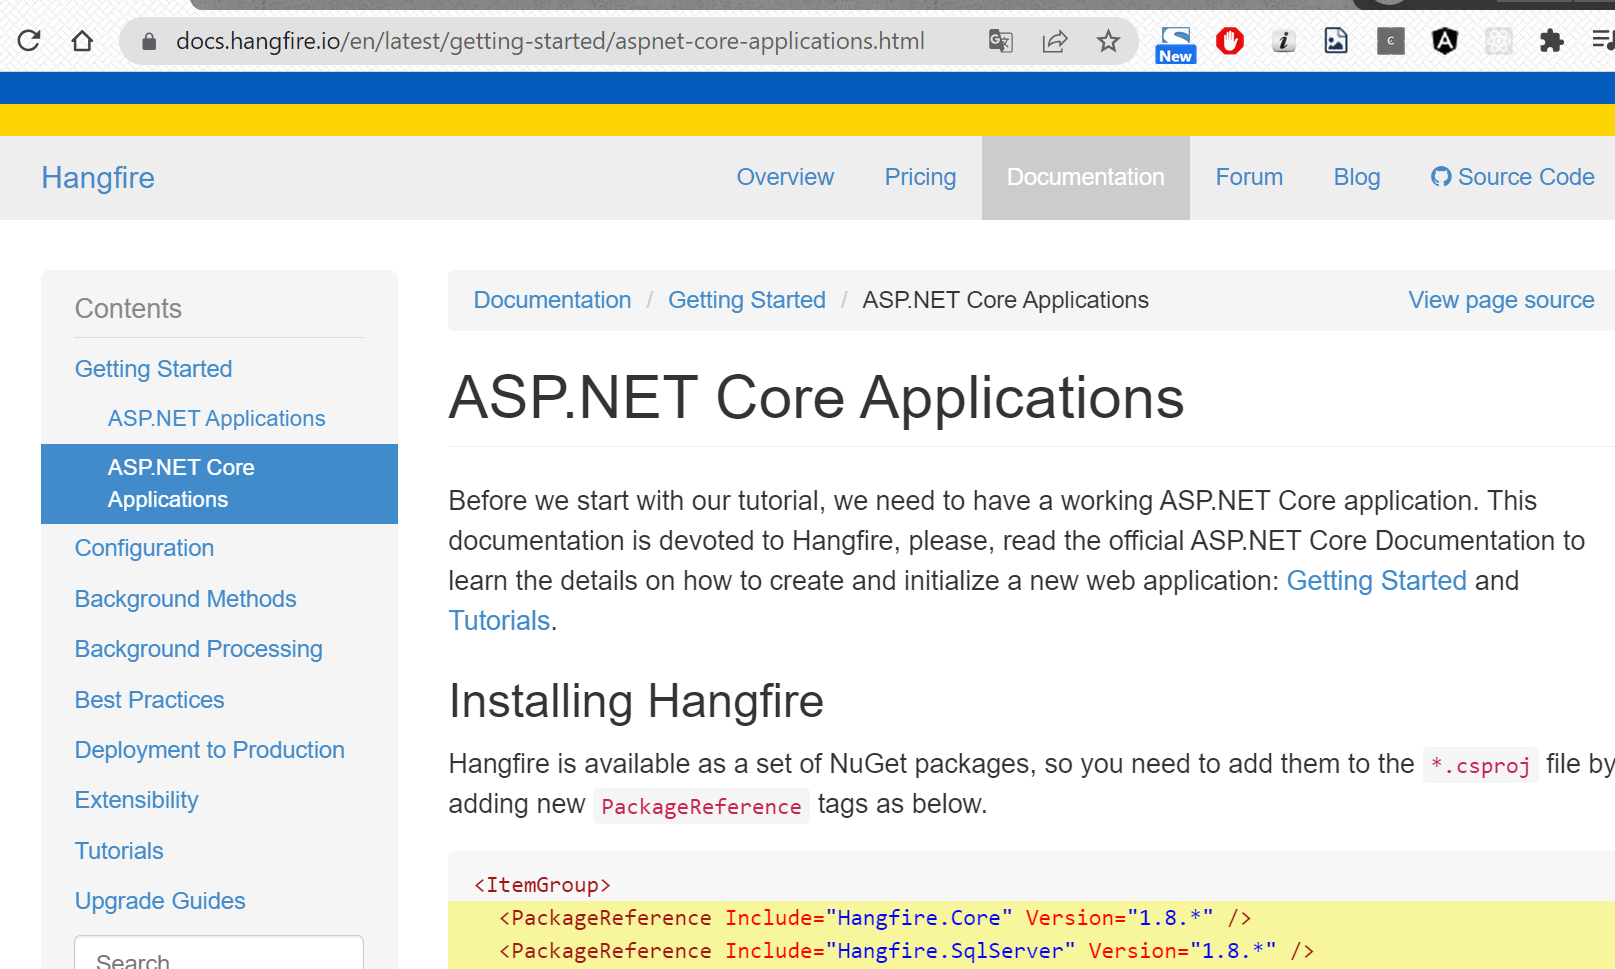 docs.hangfire.io/en/latest/getting-started/aspnet-core-applications.html
New
Hangfire
Overview
Pricing
Documentation
Forum
Blog
Source Code
Contents
Getting Started
ASP.NET Applications
ASP.NET Core
Applications
Configuration
Background Methods
Background Processing
Best Practices
Deployment to Production
Extensibility
Tutorials
Upgrade Guides
Search
Documentation / Getting Started / ASP.NET Core Applications
View page source
ASP.NET Core Applications
Before we start with our tutorial, we need to have a working ASP.NET Core application. This
documentation is devoted to Hangfire, please, read the official ASP.NET Core Documentation to
learn the details on how to create and initialize a new web application: Getting Started and
Tutorials.
Installing Hangfire
Hangfire is available as a set of NuGet packages, so you need to add them to the *.csproj file by
adding new PackageReference tags as below.
<ItemGroup>
<PackageReference Include="Hangfire.Core" Version="1.8.*" />
<PackageReference Include="Hangfire.SqlServer" Version="1.8.*" />